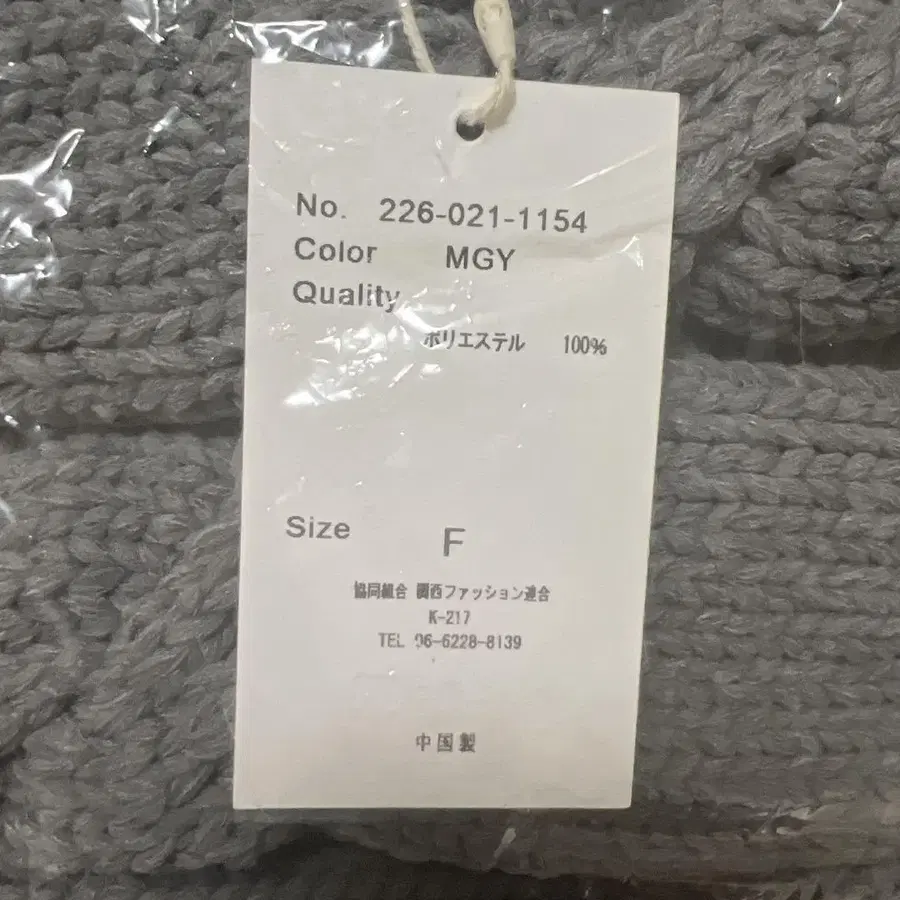 No. 226-021-1154
Color MGY
Quality
ポリエステル 100%
Size F
協同組合 関西ファッション連合
K-217
TEL 06-6228-8139
中国製